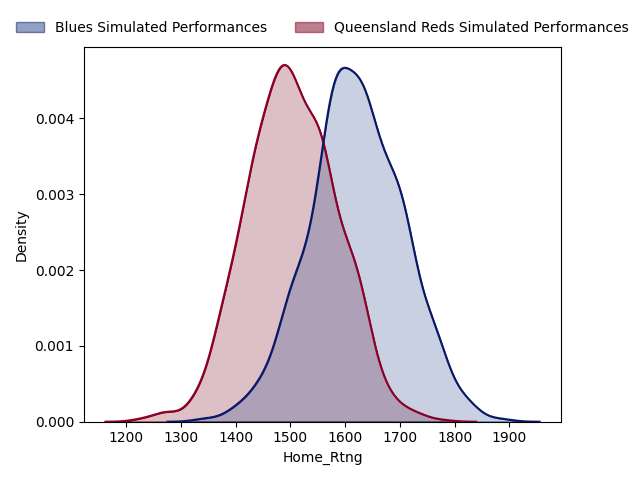 Blues Simulated Performances Queensland Reds Simulated Performances
0.004
0.003
0.002
0.001
0.000
Density
1200 1300 1400 1500 1600 1700 1800 1900
Home_Rtng